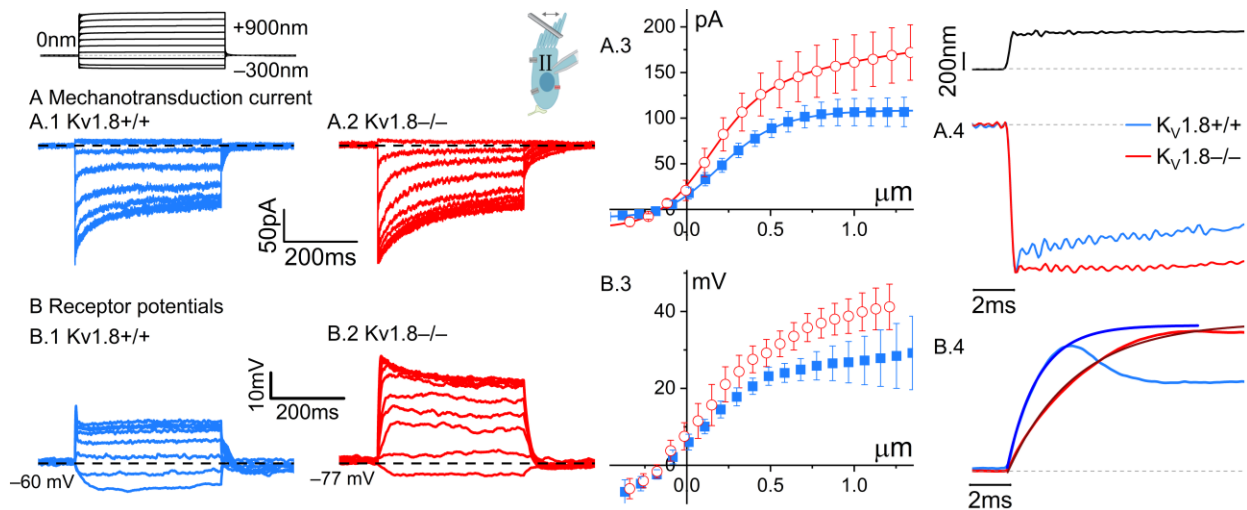 0nm
+900nm
–300nm
II
A Mechanotransduction current
A.1 Kv1.8+/+
A.2 Kv1.8–/–
50pA
200ms
A.3
pA
200
150
100
50
0
0.0
0.5
1.0
μm
200nm
A.4
KV1.8+/+
KV1.8–/–
2ms
B Receptor potentials
B.1 Kv1.8+/+
B.2 Kv1.8–/–
10mV
200ms
–60 mV
–77 mV
B.3
mV
40
20
0
0.0
0.5
1.0
μm
B.4
2ms